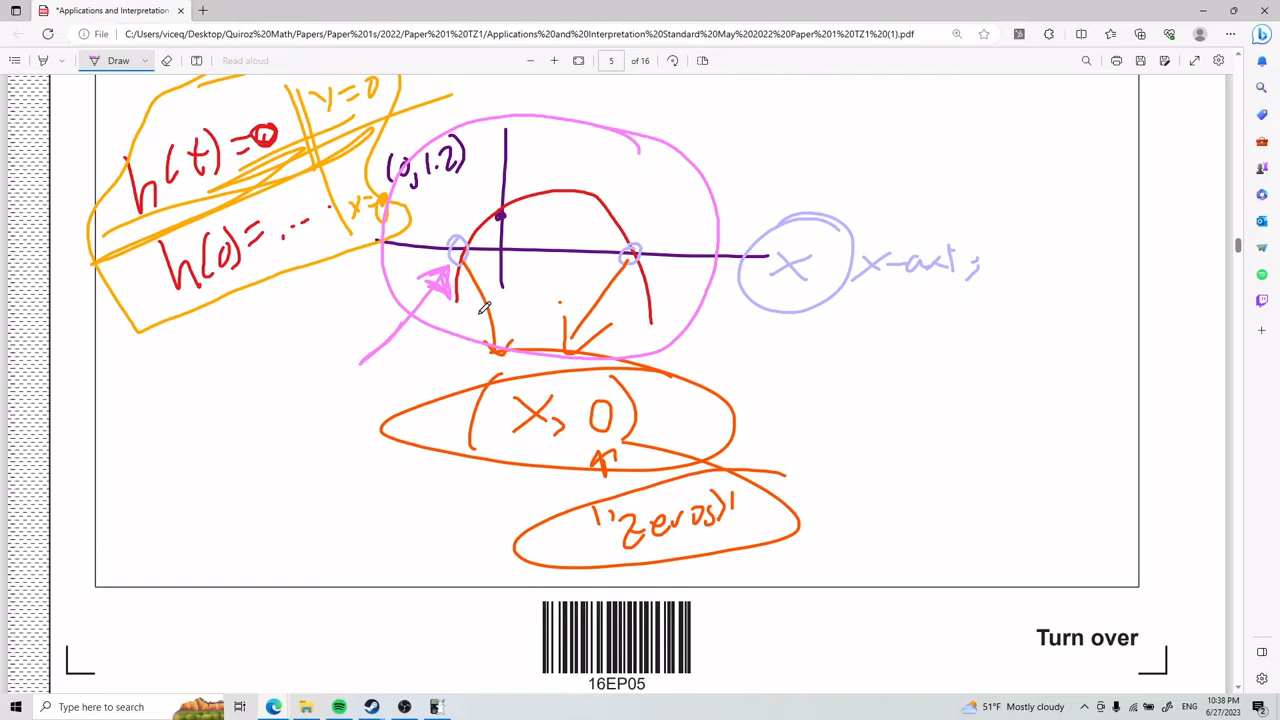 *Applications and Interpretation
C:/Users/viceq/Desktop/Quiroz%20Math/Papers/Paper%201s/2022/Paper%201%20TZ1/Applications%20and%20Interpretation%20Standard%20May%202022%20Paper%201%20TZ1%20(1).pdf
Draw
Read aloud
5
of 16
y=0
h(t)=0
(0, 1.2)
x=
h(0)=...
x
x-axis
(x, 0)
"zeros"
Turn over
16EP05
Type here to search
51°F Mostly cloudy
ENG
10:38 PM
6/27/2023
2